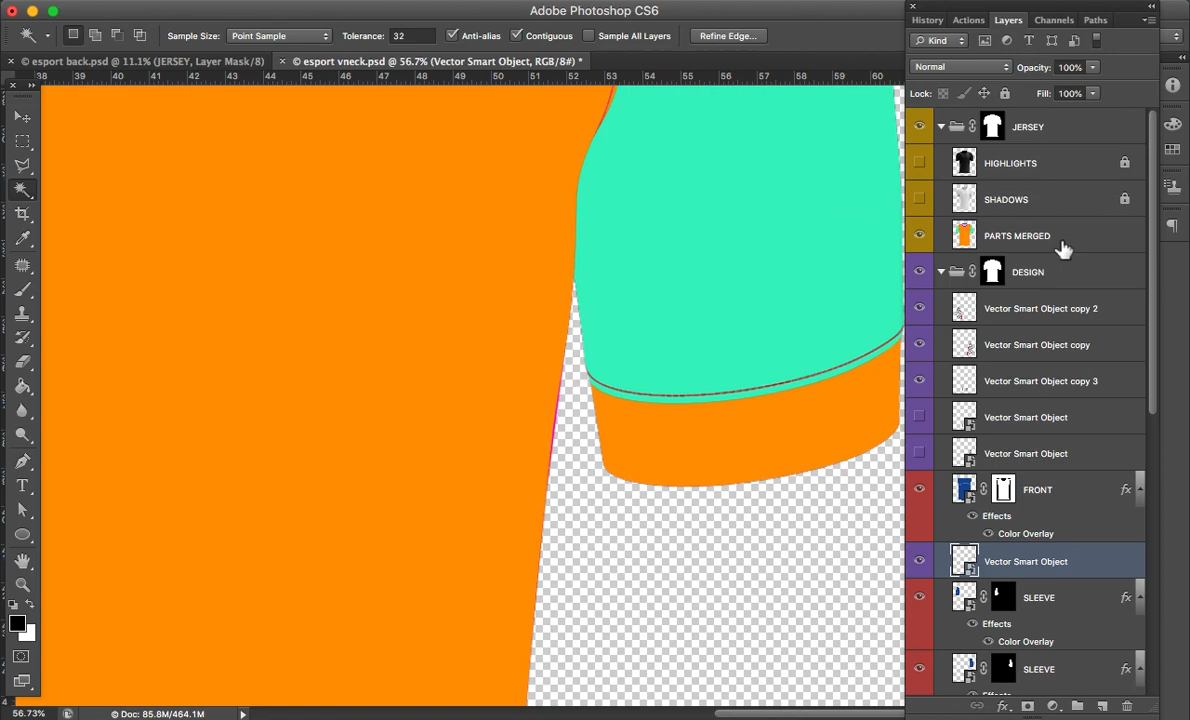 Adobe Photoshop CS6
Sample Size: Point Sample Tolerance: 32 Anti-alias Contiguous Sample All Layers Refine Edge...
× © esport back.psd @ 11.1% (JERSEY, Layer Mask/8) × © esport vneck.psd @ 56.7% (Vector Smart Object, RGB/8#) *
38 39 40 41 42 43 44 45 46 47 48 49 50 51 52 53 54 55 56 57 58 59 60
History Actions Layers Channels Paths
Kind
Normal Opacity: 100%
Lock: Fill: 100%
JERSEY
HIGHLIGHTS
SHADOWS
PARTS MERGED
DESIGN
Vector Smart Object copy 2
Vector Smart Object copy
Vector Smart Object copy 3
Vector Smart Object
Vector Smart Object
FRONT fx
Effects
Color Overlay
Vector Smart Object
SLEEVE fx
Effects
Color Overlay
SLEEVE fx
56.73% © Doc: 85.8M/464.1M